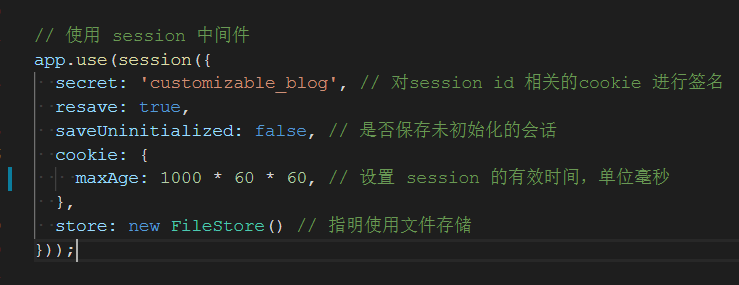 // 使用 session 中间件
app.use(session({
  secret: 'customizable_blog', // 对session id 相关的cookie 进行签名
  resave: true,
  saveUninitialized: false, // 是否保存未初始化的会话
  cookie: {
    maxAge: 1000 * 60 * 60, // 设置 session 的有效时间，单位毫秒
  },
  store: new FileStore() // 指明使用文件存储
}));